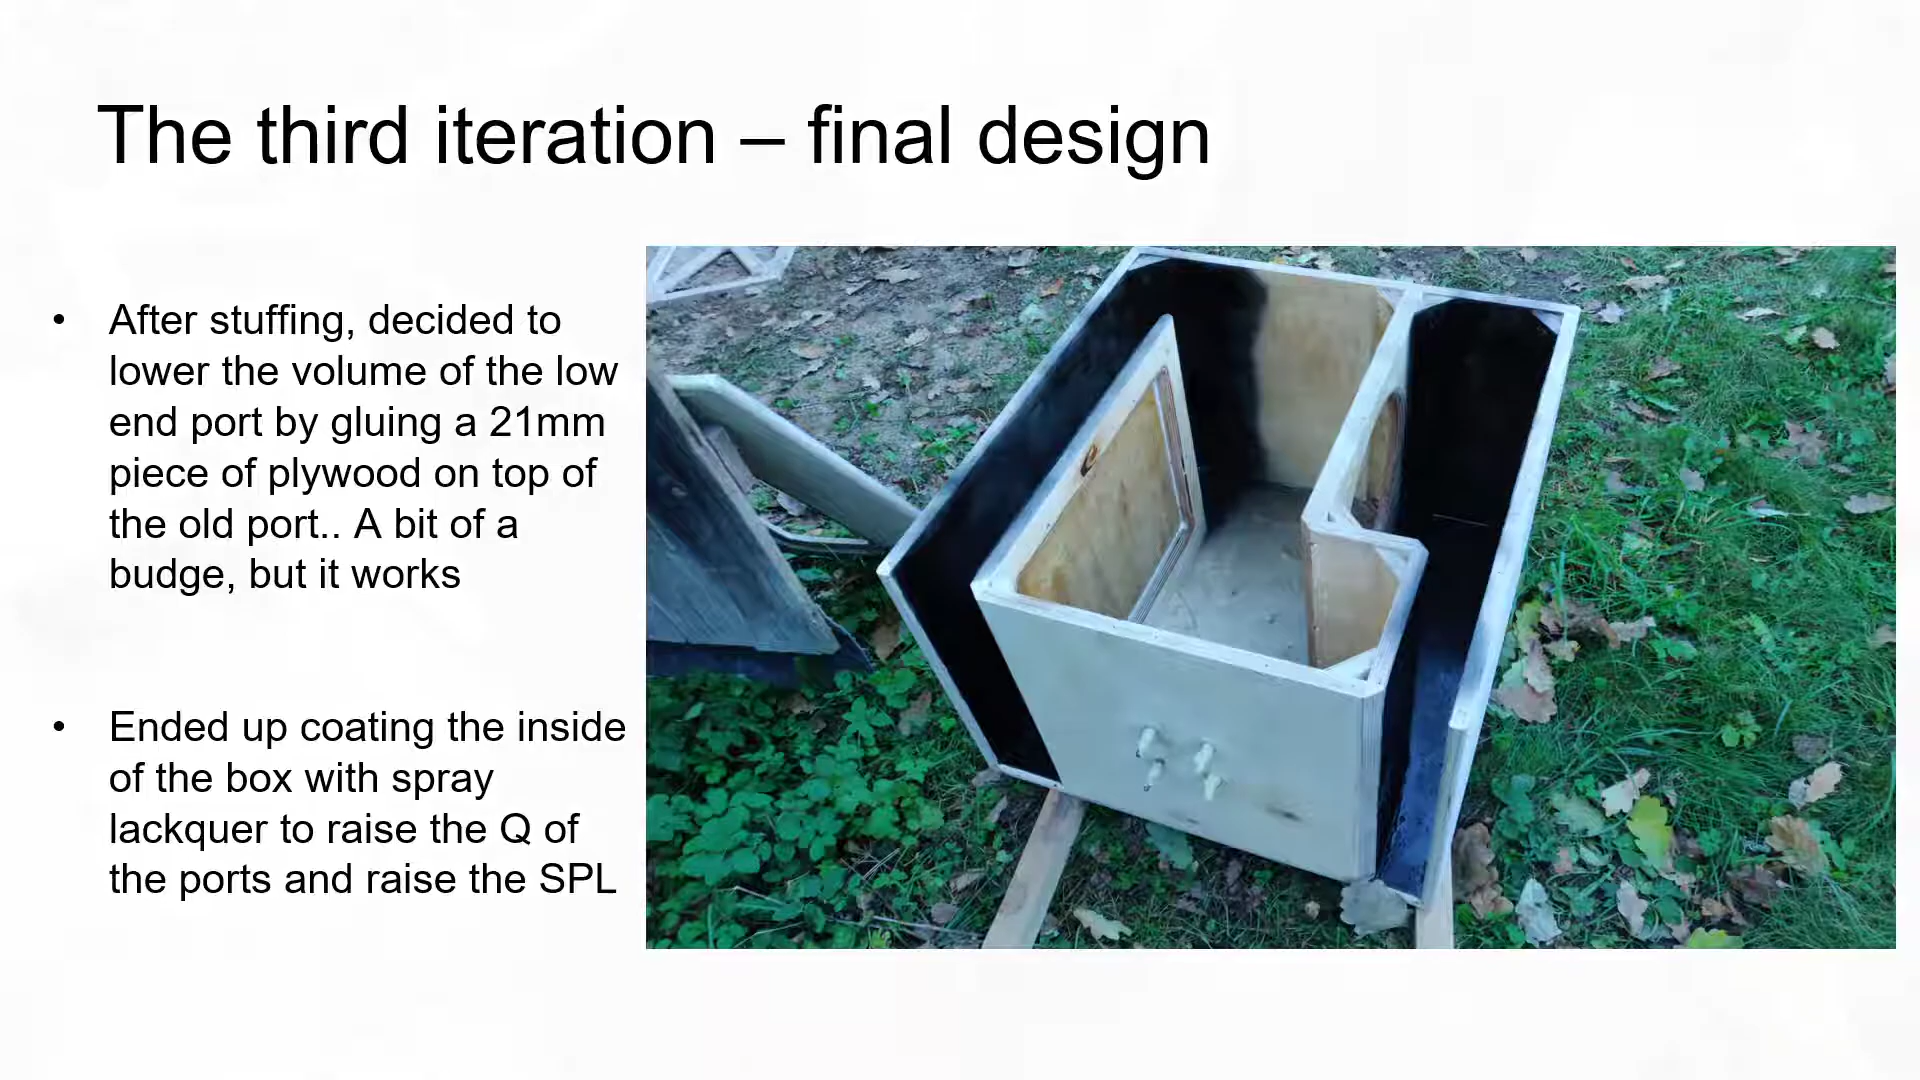 The third iteration – final design
• After stuffing, decided to
lower the volume of the low
end port by gluing a 21mm
piece of plywood on top of
the old port.. A bit of a
budge, but it works
• Ended up coating the inside
of the box with spray
lackquer to raise the Q of
the ports and raise the SPL